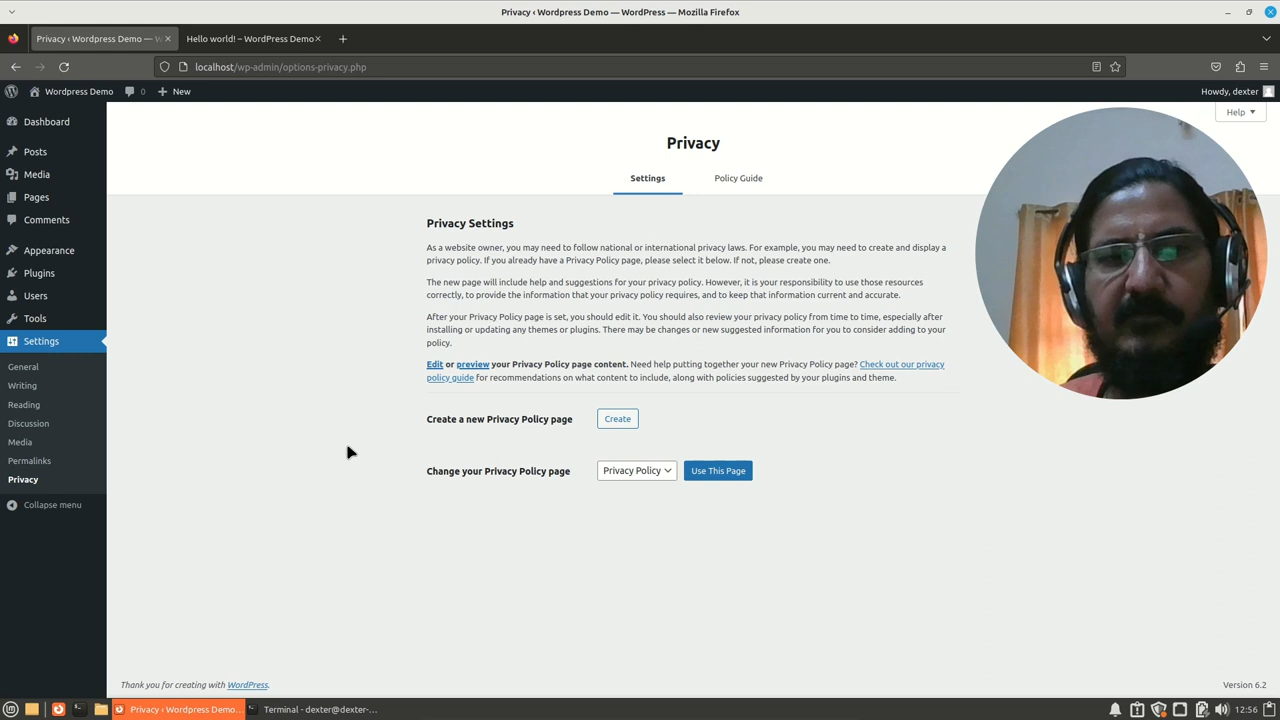 Privacy ‹ Wordpress Demo — WordPress — Mozilla Firefox
Privacy ‹ Wordpress Demo — W
Hello world! – WordPress Demo
localhost/wp-admin/options-privacy.php
Wordpress Demo
0
New
Howdy, dexter
Help
Dashboard
Posts
Media
Pages
Comments
Appearance
Plugins
Users
Tools
Settings
General
Writing
Reading
Discussion
Media
Permalinks
Privacy
Collapse menu
Privacy
Settings
Policy Guide
Privacy Settings
As a website owner, you may need to follow national or international privacy laws. For example, you may need to create and display a
privacy policy. If you already have a Privacy Policy page, please select it below. If not, please create one.
The new page will include help and suggestions for your privacy policy. However, it is your responsibility to use those resources
correctly, to provide the information that your privacy policy requires, and to keep that information current and accurate.
After your Privacy Policy page is set, you should edit it. You should also review your privacy policy from time to time, especially after
installing or updating any themes or plugins. There may be changes or new suggested information for you to consider adding to your
policy.
Edit or preview your Privacy Policy page content. Need help putting together your new Privacy Policy page? Check out our privacy
policy guide for recommendations on what content to include, along with policies suggested by your plugins and theme.
Create a new Privacy Policy page
Create
Change your Privacy Policy page
Privacy Policy
Use This Page
Thank you for creating with WordPress.
Version 6.2
Privacy ‹ Wordpress Demo...
Terminal - dexter@dexter-...
12:56